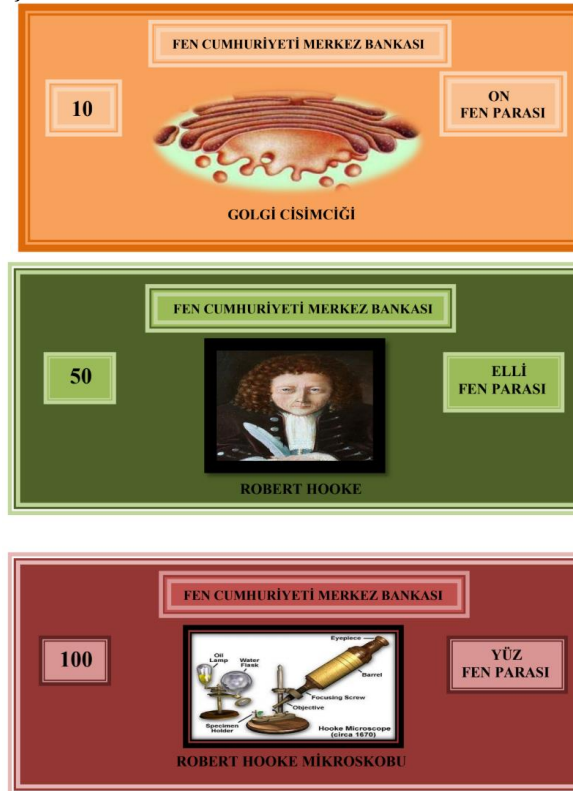 FEN CUMHURİYETİ MERKEZ BANKASI
10
ON
FEN PARASI
GOLGİ CİSİMCİĞİ
FEN CUMHURİYETİ MERKEZ BANKASI
50
ELLİ
FEN PARASI
ROBERT HOOKE
FEN CUMHURİYETİ MERKEZ BANKASI
100
YÜZ
FEN PARASI
Eyepiece
Oil
Lamp
Water
Flask
Barrel
Focusing Screw
Objective
Specimen
Holder
Hooke Microscope
(circa 1670)
ROBERT HOOKE MİKROSKOBU